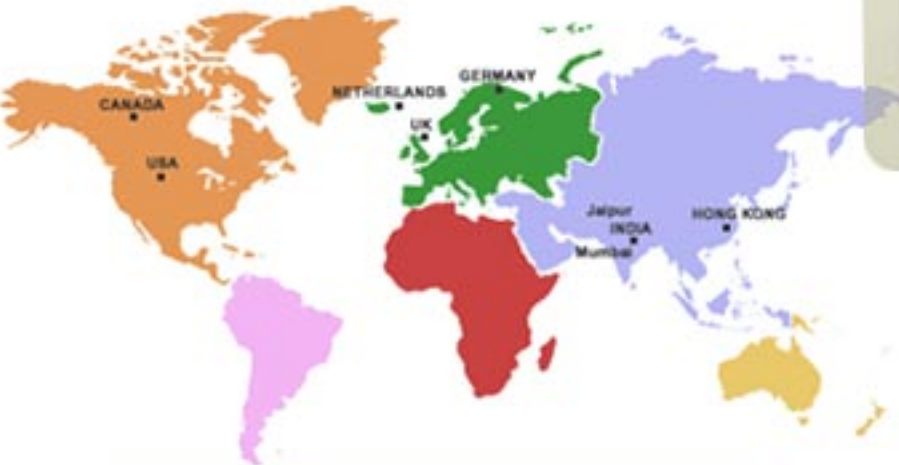 GERMANY
NETHERLANDS
CANADA
UK
USA
Jaipur
HONG KONG
INDIA
Mumbai